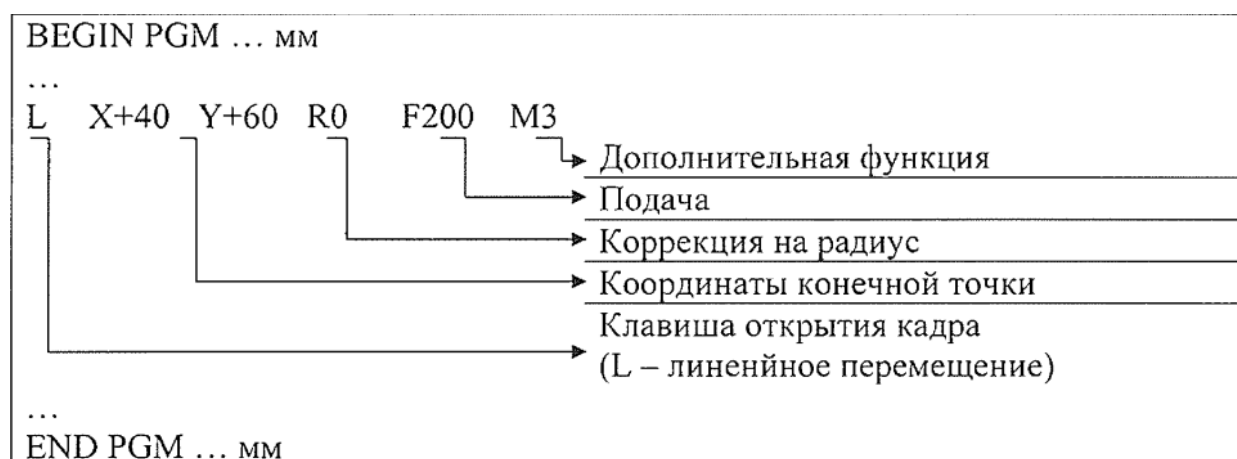 BEGIN PGM … мм
…
L X+40 Y+60 R0 F200 M3
Дополнительная функция
Подача
Коррекция на радиус
Координаты конечной точки
Клавиша открытия кадра
(L – линенйное перемещение)
…
END PGM … мм